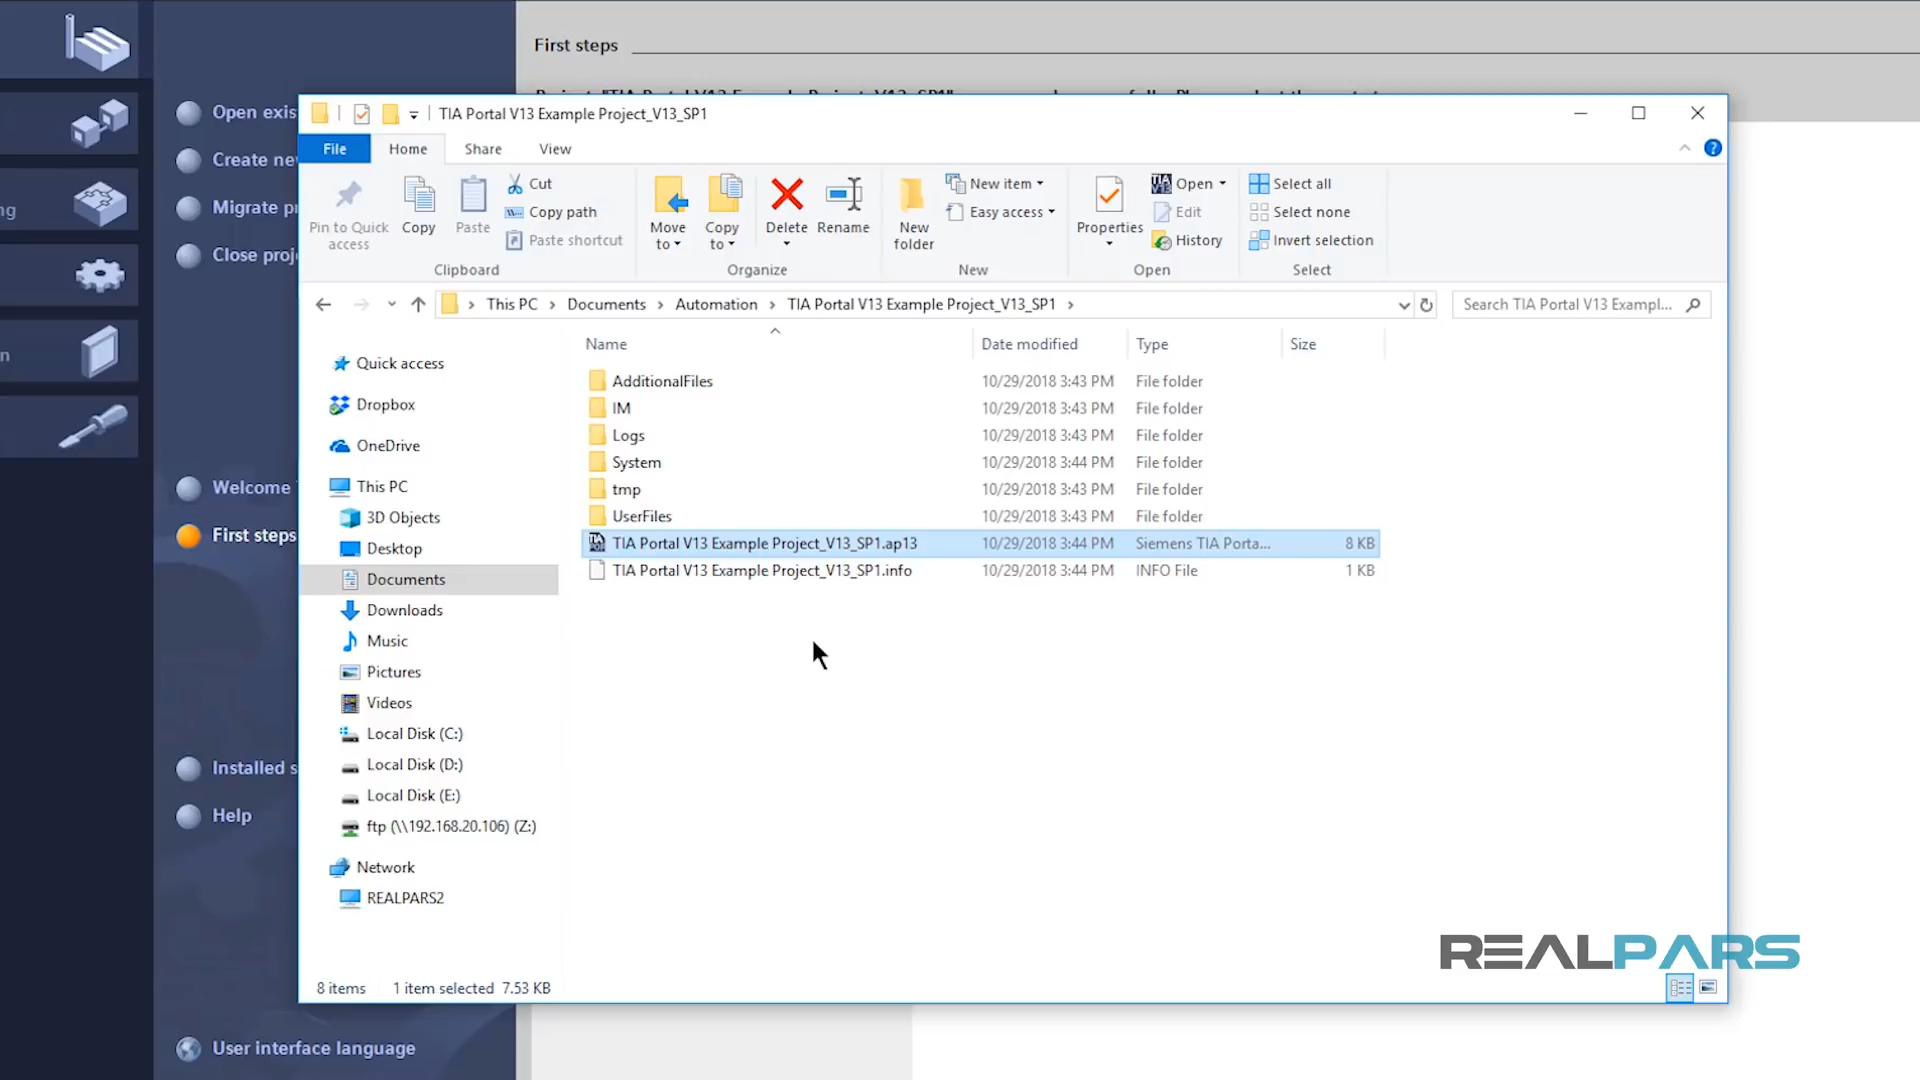 First steps
TIA Portal V13 Example Project_V13_SP1
File Home Share View
Open exis
Create nev
Migrate pr
Close proj
ng
n
Pin to Quick access
Copy
Paste
Cut
Copy path
Paste shortcut
Clipboard
Move to
Copy to
Delete
Rename
Organize
New folder
New item
Easy access
New
Properties
Open
Edit
History
Open
Select all
Select none
Invert selection
Select
This PC > Documents > Automation > TIA Portal V13 Example Project_V13_SP1 >
Search TIA Portal V13 Exampl...
Name Date modified Type Size
AdditionalFiles 10/29/2018 3:43 PM File folder
IM 10/29/2018 3:43 PM File folder
Logs 10/29/2018 3:43 PM File folder
System 10/29/2018 3:44 PM File folder
tmp 10/29/2018 3:43 PM File folder
UserFiles 10/29/2018 3:43 PM File folder
TIA Portal V13 Example Project_V13_SP1.ap13 10/29/2018 3:44 PM Siemens TIA Porta... 8 KB
TIA Portal V13 Example Project_V13_SP1.info 10/29/2018 3:44 PM INFO File 1 KB
Quick access
Dropbox
OneDrive
This PC
3D Objects
Desktop
Documents
Downloads
Music
Pictures
Videos
Local Disk (C:)
Local Disk (D:)
Local Disk (E:)
ftp (\\192.168.20.106) (Z:)
Network
REALPARS2
Welcome
First steps
Installed s
Help
User interface language
8 items 1 item selected 7.53 KB
REALPARS